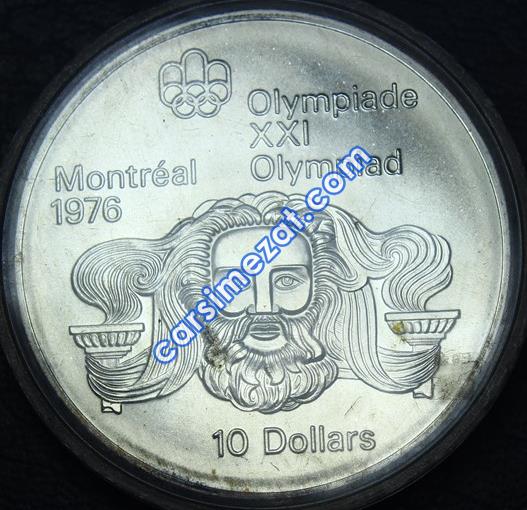 Olympiade
XXI
Olympiad
Montréal
1976
10 Dollars
carsimezat.com